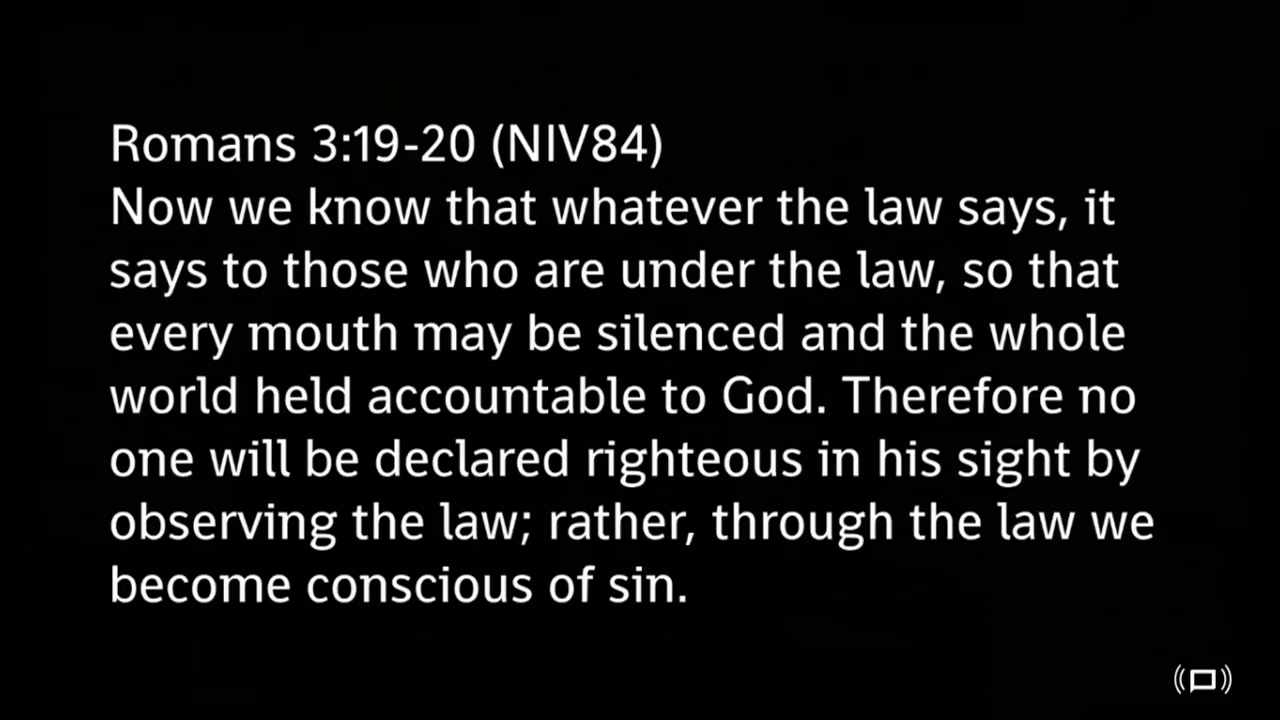 Romans 3:19-20 (NIV84)
Now we know that whatever the law says, it
says to those who are under the law, so that
every mouth may be silenced and the whole
world held accountable to God. Therefore no
one will be declared righteous in his sight by
observing the law; rather, through the law we
become conscious of sin.